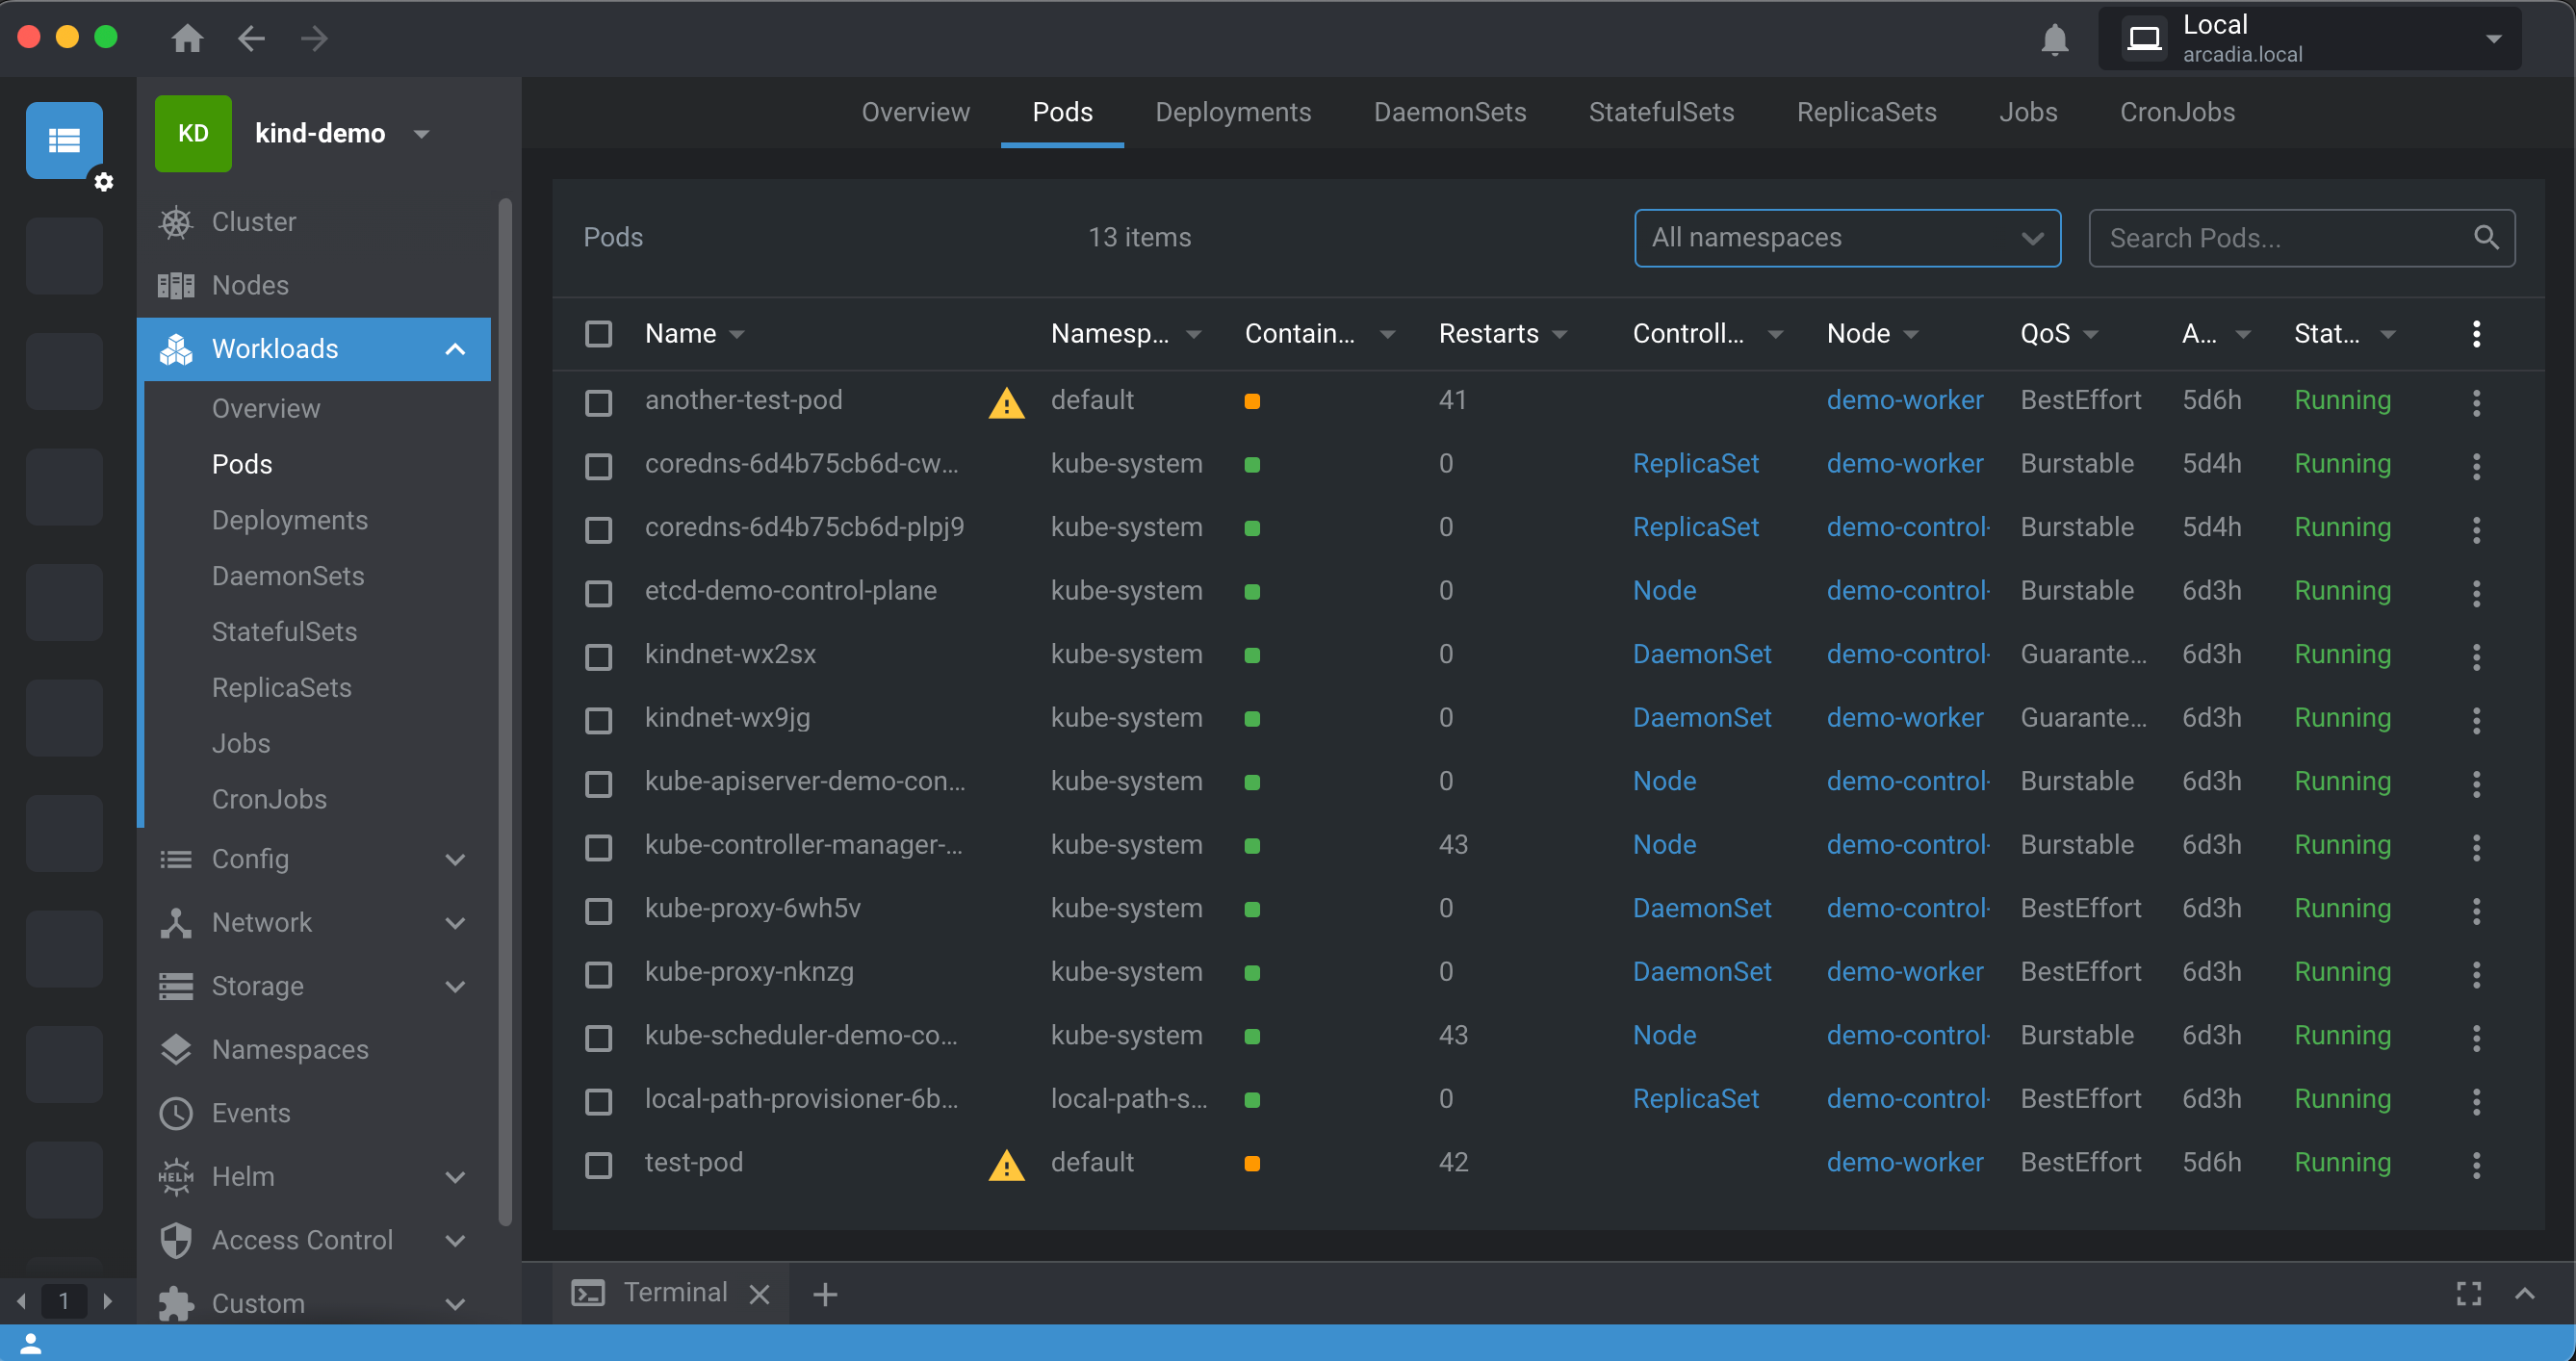 Local
arcadia.local
KD
kind-demo
Overview Pods Deployments DaemonSets StatefulSets ReplicaSets Jobs CronJobs
Cluster
Nodes
Workloads
Overview
Pods
Deployments
DaemonSets
StatefulSets
ReplicaSets
Jobs
CronJobs
Config
Network
Storage
Namespaces
Events
HELM Helm
Access Control
Custom
1
Pods 13 items All namespaces Search Pods...
Name Namesp... Contain... Restarts Controll... Node QoS A... Stat...
another-test-pod default 41 demo-worker BestEffort 5d6h Running
coredns-6d4b75cb6d-cw... kube-system 0 ReplicaSet demo-worker Burstable 5d4h Running
coredns-6d4b75cb6d-plpj9 kube-system 0 ReplicaSet demo-control- Burstable 5d4h Running
etcd-demo-control-plane kube-system 0 Node demo-control- Burstable 6d3h Running
kindnet-wx2sx kube-system 0 DaemonSet demo-control- Guarante... 6d3h Running
kindnet-wx9jg kube-system 0 DaemonSet demo-worker Guarante... 6d3h Running
kube-apiserver-demo-con... kube-system 0 Node demo-control- Burstable 6d3h Running
kube-controller-manager-... kube-system 43 Node demo-control- Burstable 6d3h Running
kube-proxy-6wh5v kube-system 0 DaemonSet demo-control- BestEffort 6d3h Running
kube-proxy-nknzg kube-system 0 DaemonSet demo-worker BestEffort 6d3h Running
kube-scheduler-demo-co... kube-system 43 Node demo-control- Burstable 6d3h Running
local-path-provisioner-6b... local-path-s... 0 ReplicaSet demo-control- BestEffort 6d3h Running
test-pod default 42 demo-worker BestEffort 5d6h Running
Terminal